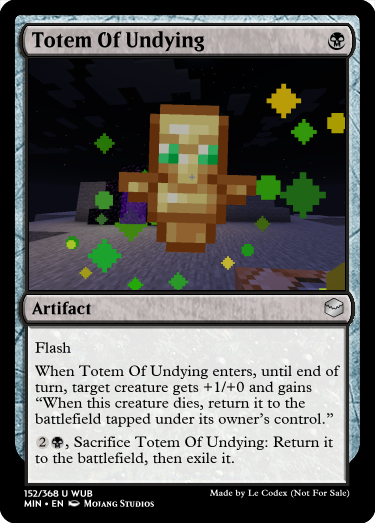 Totem Of Undying
Artifact
Flash
When Totem Of Undying enters, until end of
turn, target creature gets +1/+0 and gains
“When this creature dies, return it to the
battlefield tapped under its owner’s control.”
2, Sacrifice Totem Of Undying: Return it
to the battlefield, then exile it.
152/368 U WUB
MIN • EN Mojang Studios
Made by Le Codex (Not For Sale)